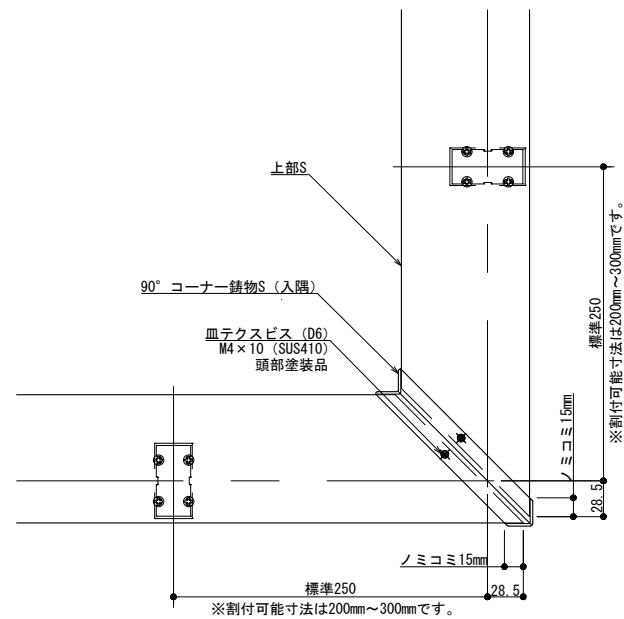 上部S
90°コーナー鋳物S（入隅）
皿テクスビス（D6）
M4×10（SUS410）
頭部塗装品
標準250
※割付可能寸法は200mm～300mmです。
ノミコミ15mm
28.5
ノミコミ15mm
標準250
28.5
※割付可能寸法は200mm～300mmです。